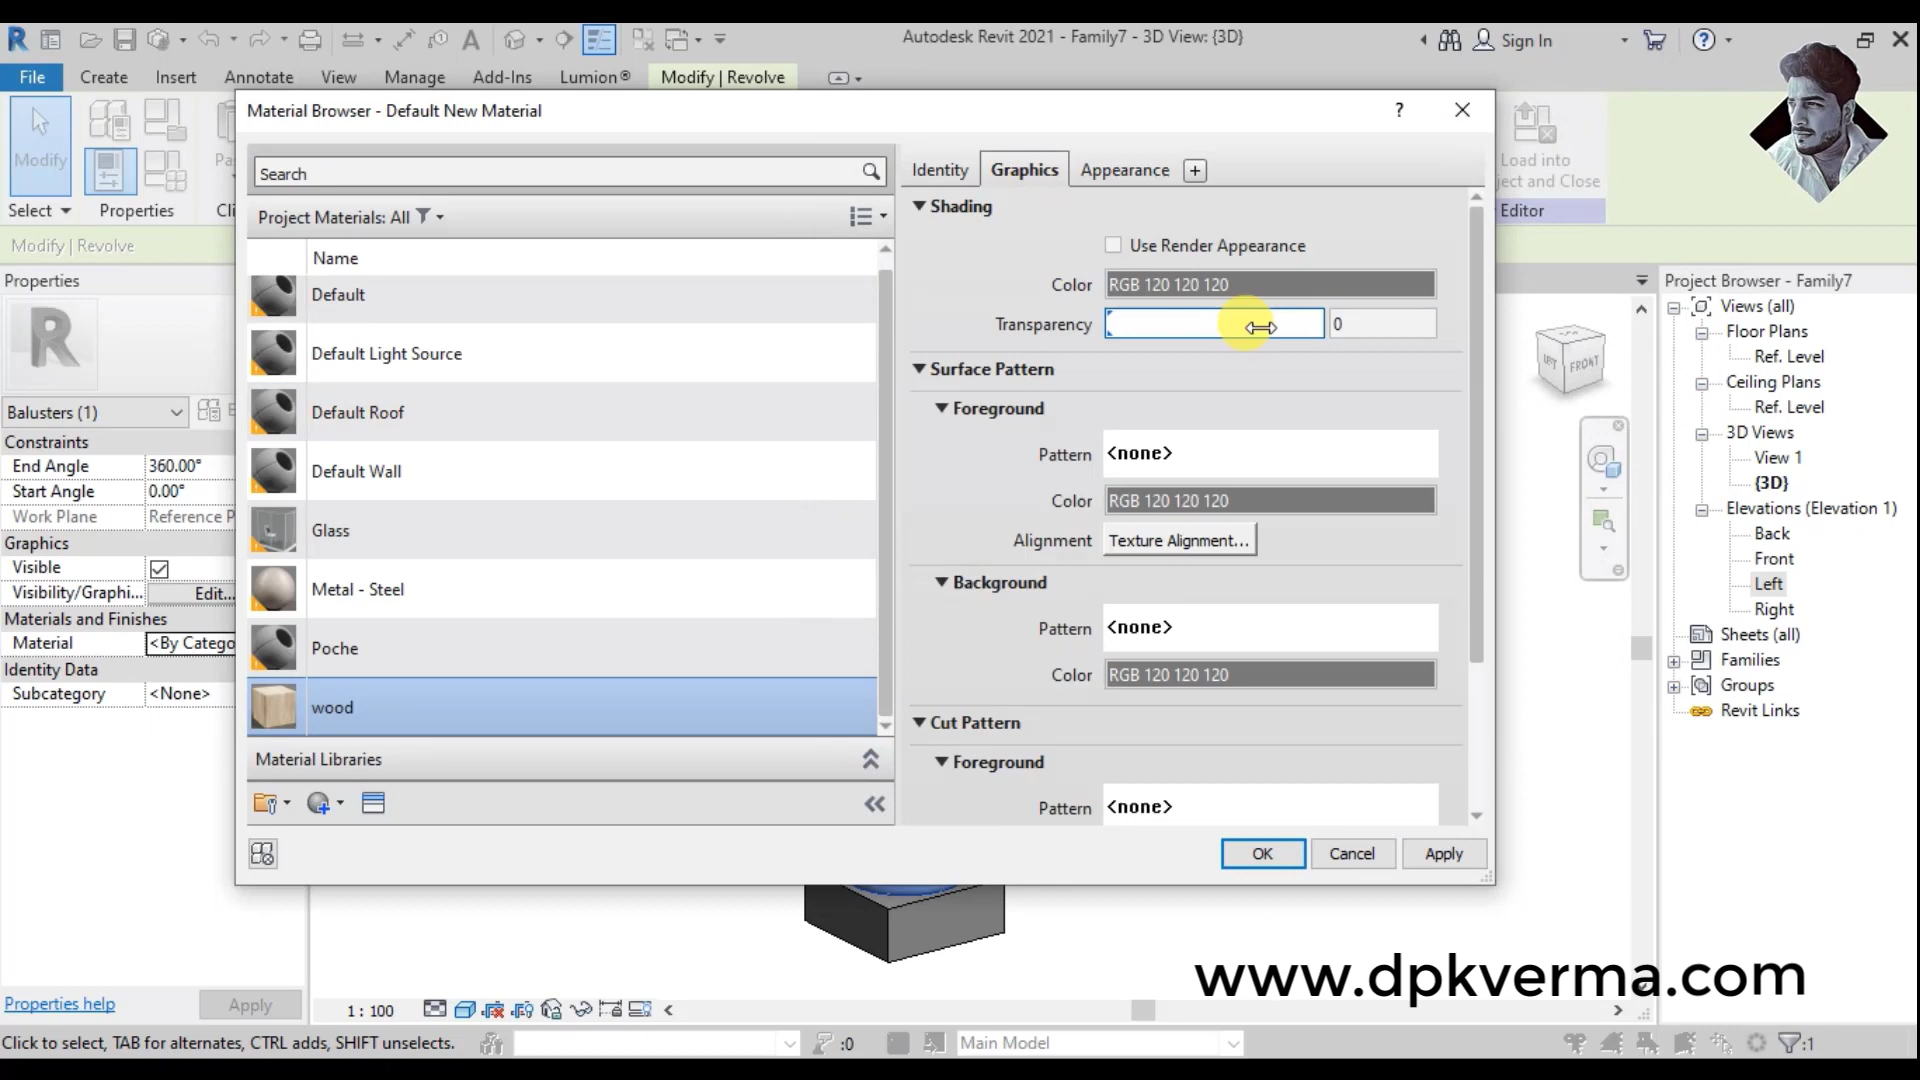 Autodesk Revit 2021 - Family7 - 3D View: {3D}
Sign In
File Create Insert Annotate View Manage Add-Ins Lumion® Modify | Revolve
Modify
Select Properties
Load into
Editor
Modify | Revolve
Material Browser - Default New Material
?
Search
Project Materials: All
Name
Default
Default Light Source
Default Roof
Default Wall
Glass
Metal - Steel
Poche
wood
Material Libraries
Identity Graphics Appearance +
Shading
Use Render Appearance
Color RGB 120 120 120
Transparency 0
Surface Pattern
Foreground
Pattern <none>
Color RGB 120 120 120
Alignment Texture Alignment...
Background
Pattern <none>
Color RGB 120 120 120
Cut Pattern
Foreground
Pattern <none>
OK Cancel Apply
Properties
R
Balusters (1)
Constraints
End Angle 360.00°
Start Angle 0.00°
Work Plane Reference P
Graphics
Visible
Visibility/Graphi... Edit...
Materials and Finishes
Material <By Catego
Identity Data
Subcategory <None>
Properties help Apply
LEFT FRONT
Project Browser - Family7
Views (all)
Floor Plans
Ref. Level
Ceiling Plans
Ref. Level
3D Views
View 1
{3D}
Elevations (Elevation 1)
Back
Front
Left
Right
Sheets (all)
Families
Groups
Revit Links
www.dpkverma.com
1 : 100
Click to select, TAB for alternates, CTRL adds, SHIFT unselects. :0 Main Model :1